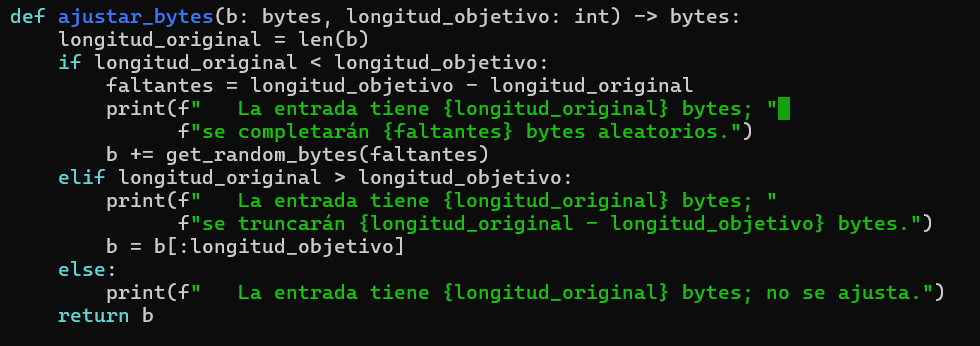 def ajustar_bytes(b: bytes, longitud_objetivo: int) -> bytes:
    longitud_original = len(b)
    if longitud_original < longitud_objetivo:
        faltantes = longitud_objetivo - longitud_original
        print(f"   La entrada tiene {longitud_original} bytes; "
              f"se completarán {faltantes} bytes aleatorios.")
        b += get_random_bytes(faltantes)
    elif longitud_original > longitud_objetivo:
        print(f"   La entrada tiene {longitud_original} bytes; "
              f"se truncarán {longitud_original - longitud_objetivo} bytes.")
        b = b[:longitud_objetivo]
    else:
        print(f"   La entrada tiene {longitud_original} bytes; no se ajusta.")
    return b